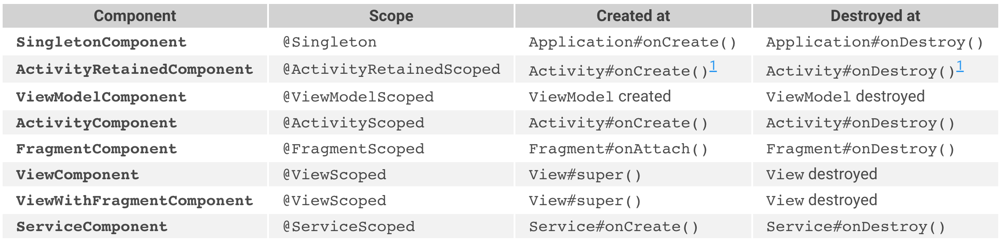 Component Scope Created at Destroyed at
SingletonComponent @Singleton Application#onCreate() Application#onDestroy()
ActivityRetainedComponent @ActivityRetainedScoped Activity#onCreate()1 Activity#onDestroy()1
ViewModelComponent @ViewModelScoped ViewModel created ViewModel destroyed
ActivityComponent @ActivityScoped Activity#onCreate() Activity#onDestroy()
FragmentComponent @FragmentScoped Fragment#onAttach() Fragment#onDestroy()
ViewComponent @ViewScoped View#super() View destroyed
ViewWithFragmentComponent @ViewScoped View#super() View destroyed
ServiceComponent @ServiceScoped Service#onCreate() Service#onDestroy()